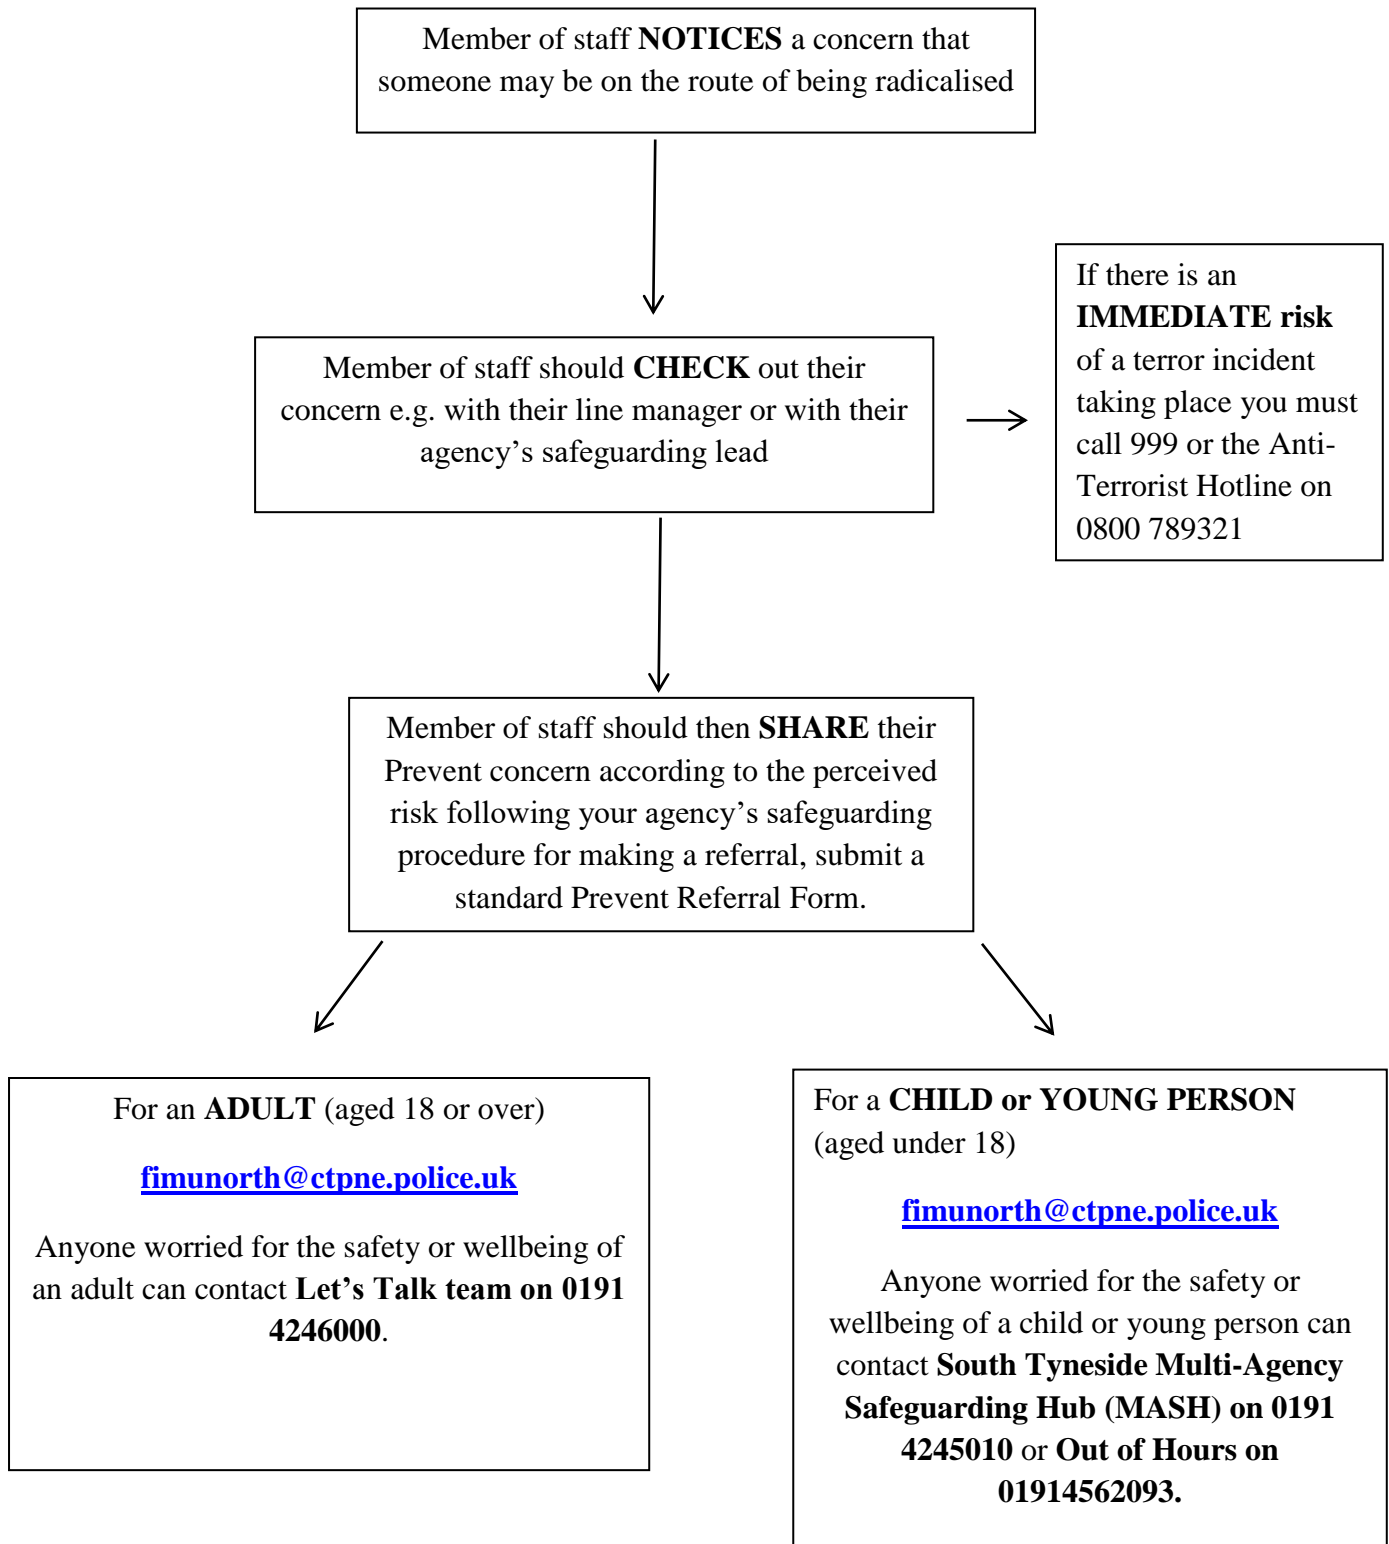 Member of staff NOTICES a concern that
someone may be on the route of being radicalised
If there is an
IMMEDIATE risk
of a terror incident
taking place you must
call 999 or the Anti-
Terrorist Hotline on
0800 789321
Member of staff should CHECK out their
concern e.g. with their line manager or with their
agency’s safeguarding lead
Member of staff should then SHARE their
Prevent concern according to the perceived
risk following your agency’s safeguarding
procedure for making a referral, submit a
standard Prevent Referral Form.
For an ADULT (aged 18 or over)
fimunorth@ctpne.police.uk
Anyone worried for the safety or wellbeing of
an adult can contact Let’s Talk team on 0191
4246000.
For a CHILD or YOUNG PERSON
(aged under 18)
fimunorth@ctpne.police.uk
Anyone worried for the safety or
wellbeing of a child or young person can
contact South Tyneside Multi-Agency
Safeguarding Hub (MASH) on 0191
4245010 or Out of Hours on
01914562093.